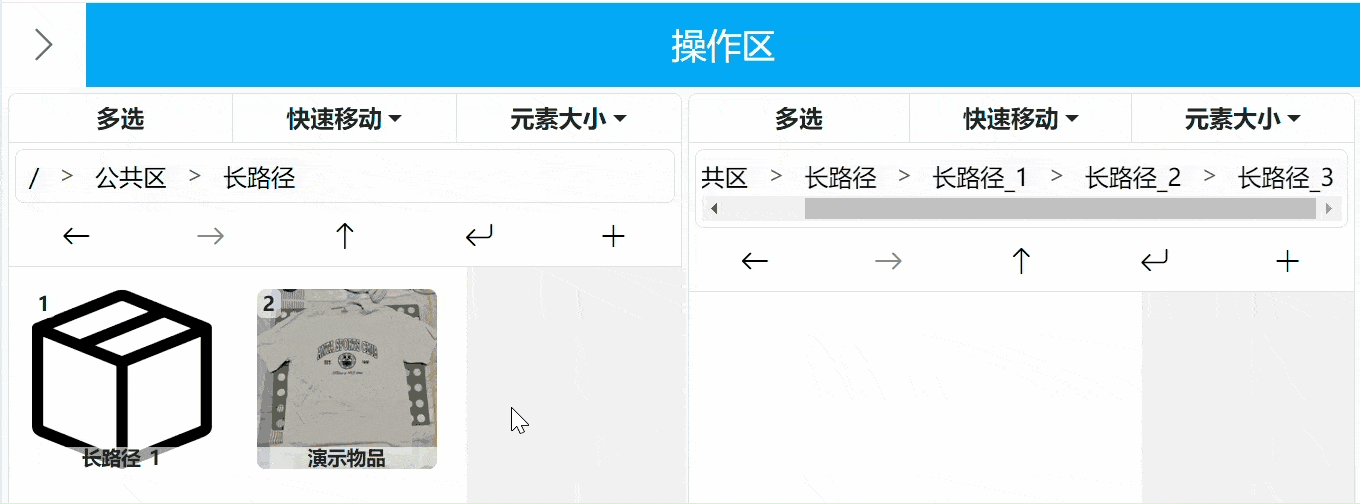 操作区
多选 快速移动 元素大小
/ > 公共区 > 长路径
1
长路径_1
2
演示物品
多选 快速移动 元素大小
共区 > 长路径 > 长路径_1 > 长路径_2 > 长路径_3